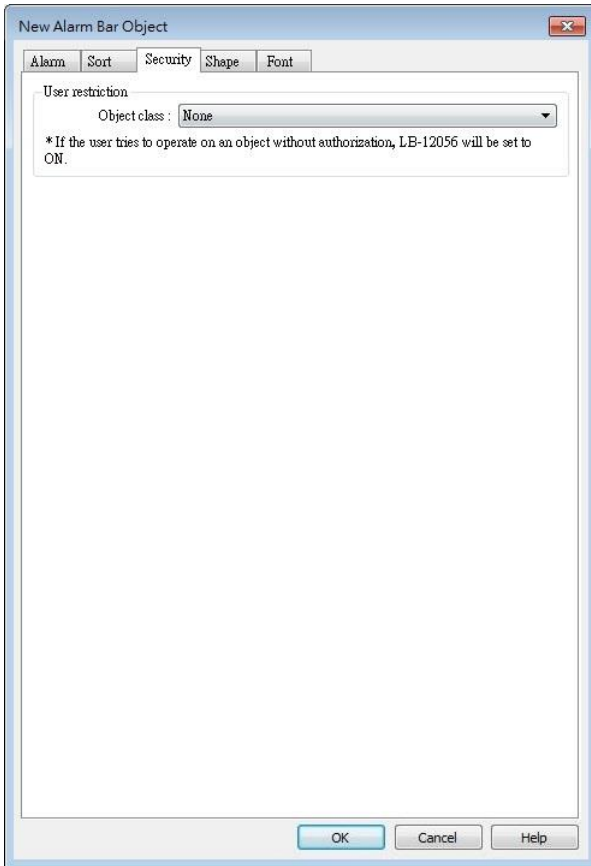 New Alarm Bar Object
Alarm Sort Security Shape Font
User restriction
Object class : None
* If the user tries to operate on an object without authorization, LB-12056 will be set to
ON.
OK Cancel Help